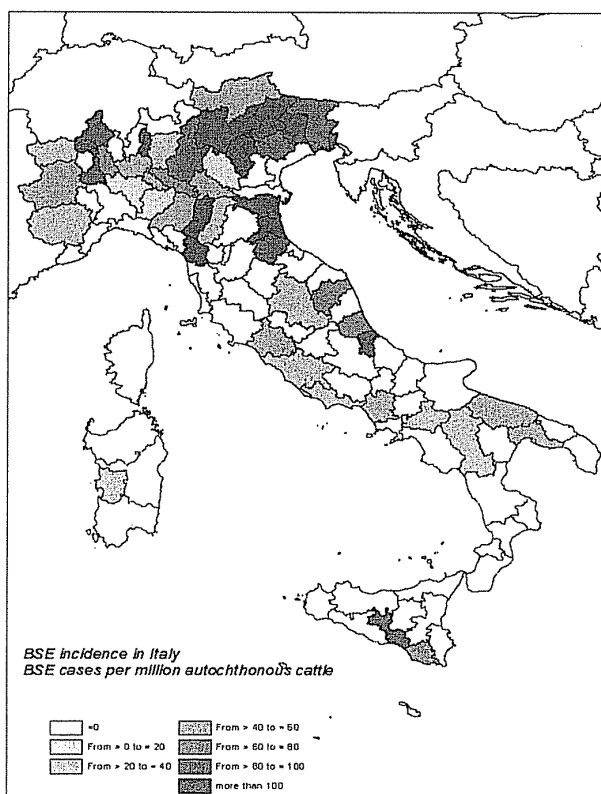 BSE incidence in Italy
BSE cases per million autochthonous cattle
=0
From > 0 to = 20
From > 20 to = 40
From > 40 to = 60
From > 60 to = 80
From > 80 to = 100
more than 100